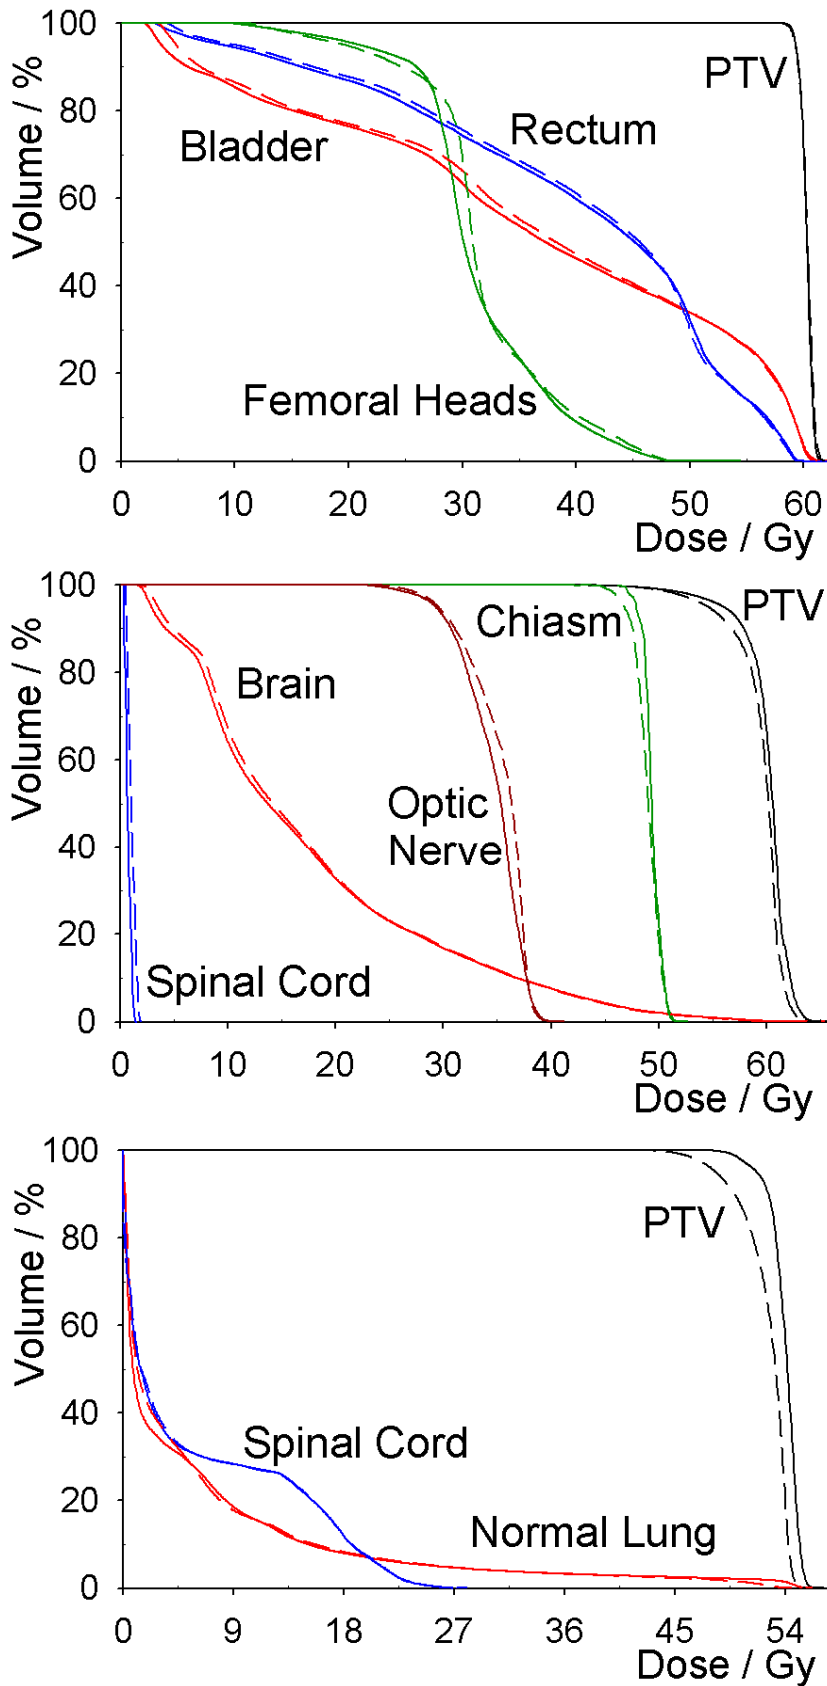 100
80
60
40
20
0
Volume / %
PTV
Rectum
Bladder
Femoral Heads
0 10 20 30 40 50 60
Dose / Gy
100
80
60
40
20
0
Volume / %
PTV
Chiasm
Brain
Optic
Nerve
Spinal Cord
0 10 20 30 40 50 60
Dose / Gy
100
80
60
40
20
0
Volume / %
PTV
Spinal Cord
Normal Lung
0 9 18 27 36 45 54
Dose / Gy